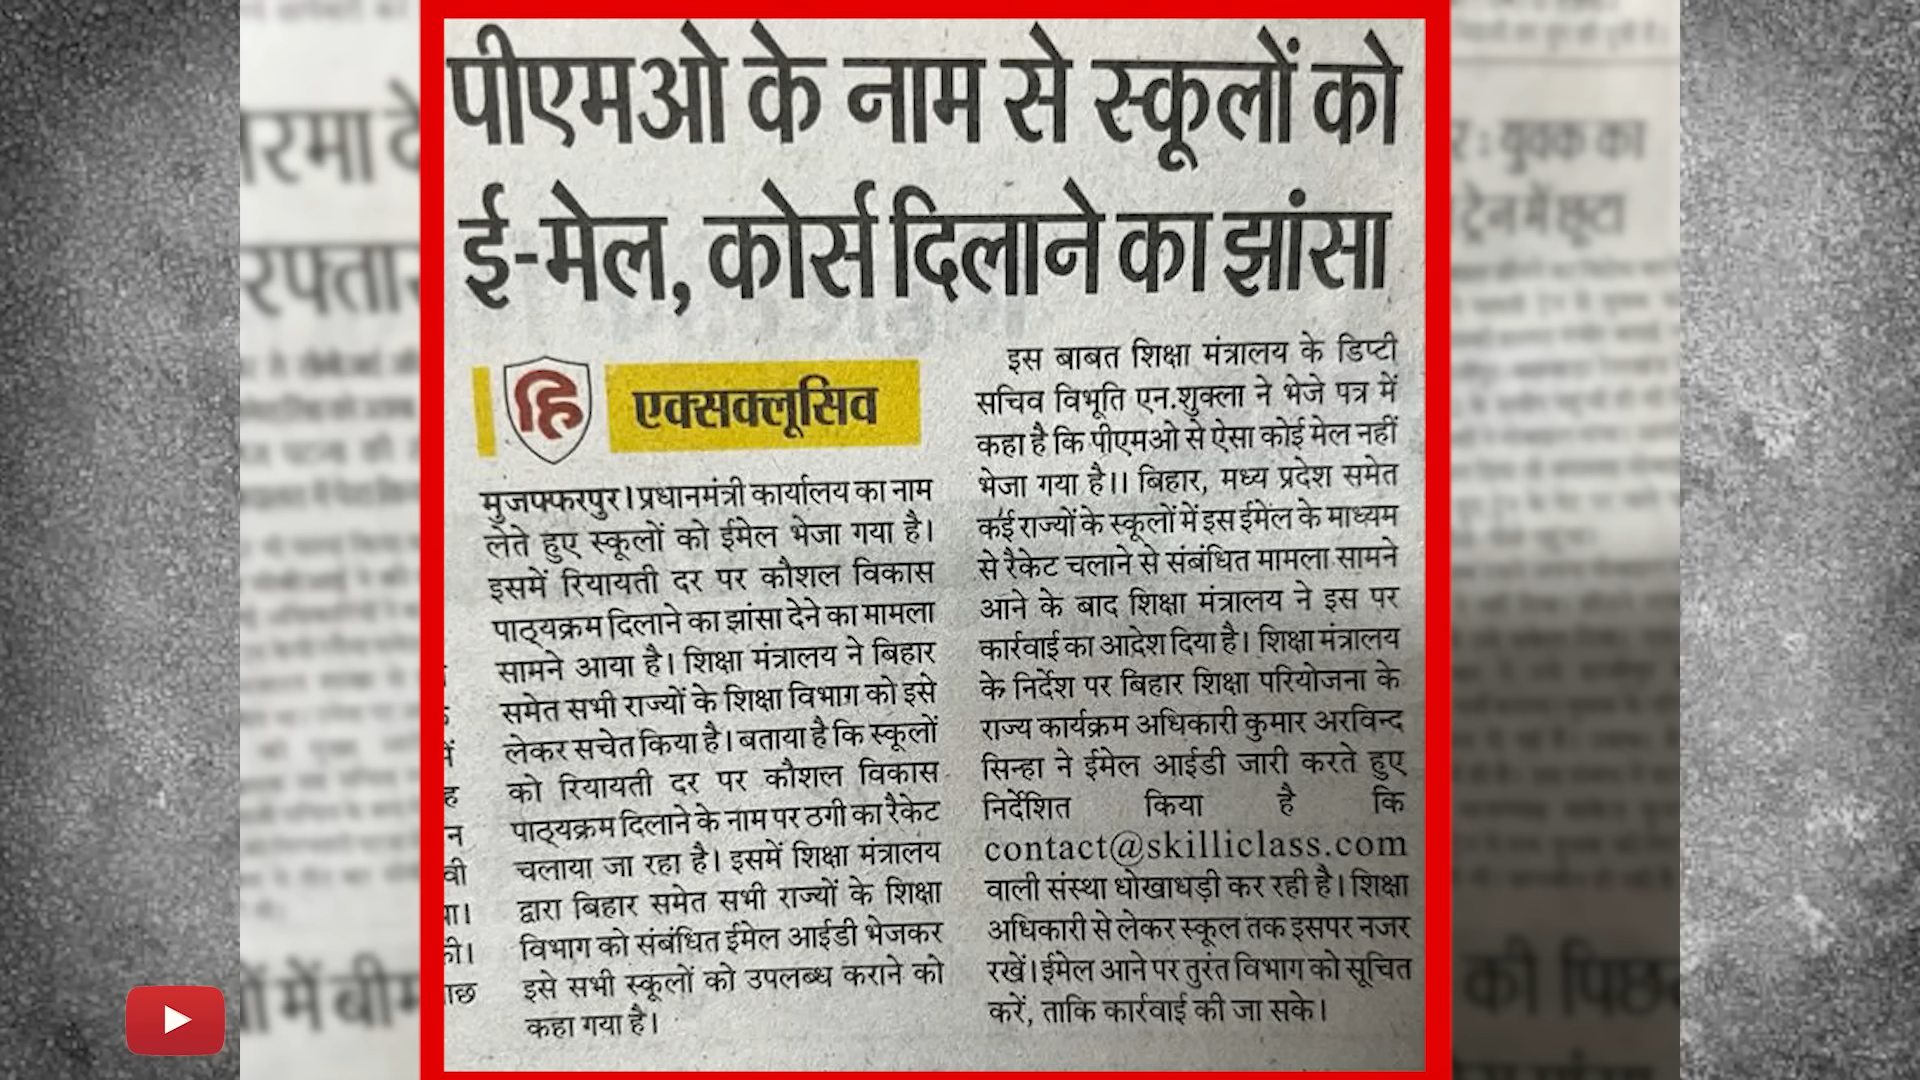 पीएमओ के नाम से स्कूलों को
ई-मेल, कोर्स दिलाने का झांसा
हि
एक्सक्लूसिव
मुजफ्फरपुर। प्रधानमंत्री कार्यालय का नाम
लेते हुए स्कूलों को ईमेल भेजा गया है।
इसमें रियायती दर पर कौशल विकास
पाठ्यक्रम दिलाने का झांसा देने का मामला
सामने आया है। शिक्षा मंत्रालय ने बिहार
समेत सभी राज्यों के शिक्षा विभाग को इसे
लेकर सचेत किया है। बताया है कि स्कूलों
को रियायती दर पर कौशल विकास
पाठ्यक्रम दिलाने के नाम पर ठगी का रैकेट
चलाया जा रहा है। इसमें शिक्षा मंत्रालय
द्वारा बिहार समेत सभी राज्यों के शिक्षा
विभाग को संबंधित ईमेल आईडी भेजकर
इसे सभी स्कूलों को उपलब्ध कराने को
कहा गया है।
इस बाबत शिक्षा मंत्रालय के डिप्टी
सचिव विभूति एन.शुक्ला ने भेजे पत्र में
कहा है कि पीएमओ से ऐसा कोई मेल नहीं
भेजा गया है।। बिहार, मध्य प्रदेश समेत
कई राज्यों के स्कूलों में इस ईमेल के माध्यम
से रैकेट चलाने से संबंधित मामला सामने
आने के बाद शिक्षा मंत्रालय ने इस पर
कार्रवाई का आदेश दिया है। शिक्षा मंत्रालय
के निर्देश पर बिहार शिक्षा परियोजना के
राज्य कार्यक्रम अधिकारी कुमार अरविन्द
सिन्हा ने ईमेल आईडी जारी करते हुए
निर्देशित किया है कि
contact@skilliclass.com
वाली संस्था धोखाधड़ी कर रही है। शिक्षा
अधिकारी से लेकर स्कूल तक इसपर नजर
रखें। ईमेल आने पर तुरंत विभाग को सूचित
करें, ताकि कार्रवाई की जा सके।